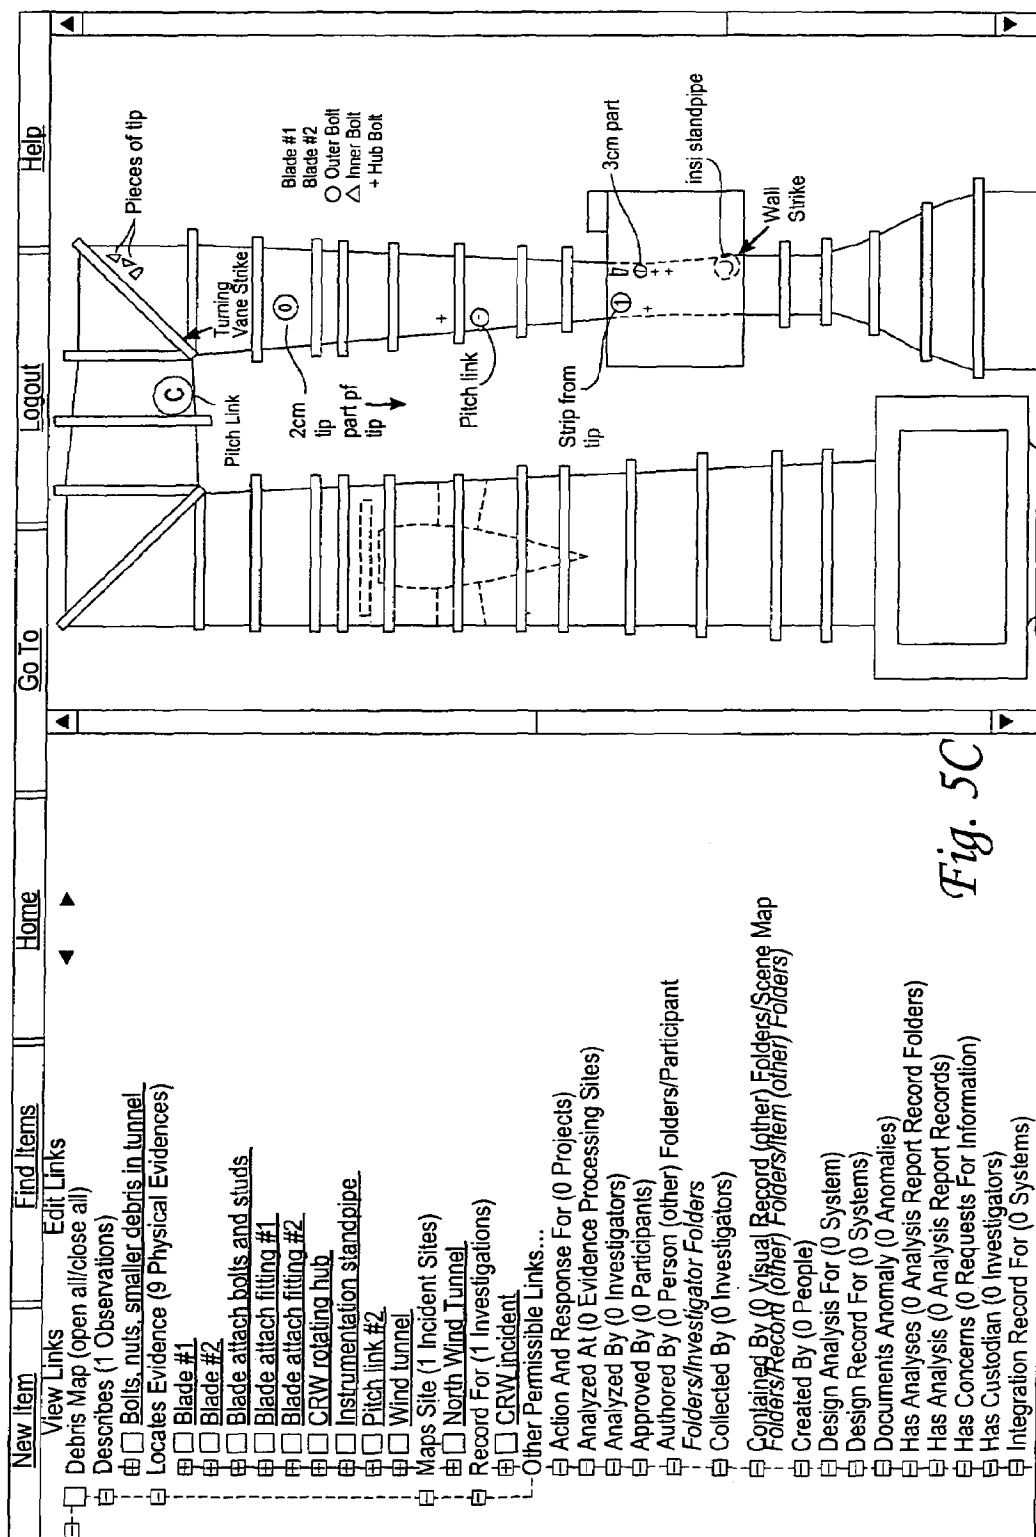 New Item
Find Items
Home
Go To
Logout
Help
View Links
Edit Links
Debris Map (open all/close all)
Describes (1 Observations)
Bolts, nuts, smaller debris in tunnel
Locates Evidence (9 Physical Evidences)
Blade #1
Blade #2
Blade attach bolts and studs
Blade attach fitting #1
Blade attach fitting #2
CRW rotating hub
Instrumentation standpipe
Pitch link #2
Wind tunnel
Maps Site (1 Incident Sites)
North Wind Tunnel
Record For (1 Investigations)
CRW incident
Other Permissible Links...
Action And Response For (0 Projects)
Analyzed At (0 Evidence Processing Sites)
Analyzed By (0 Investigators)
Approved By (0 Participants)
Authored By (0 Person (other) Folders/Participant
Folders/Investigator Folders
Collected By (0 Investigators)
Contained By (0 Visual Record (other) Folders/Scene Map
Folders/Record (other) Folders/Item (other) Folders)
Created By (0 People)
Design Analysis For (0 System)
Design Record For (0 Systems)
Documents Anomaly (0 Anomalies)
Has Analyses (0 Analysis Report Record Folders)
Has Analysis (0 Analysis Report Records)
Has Concerns (0 Requests For Information)
Has Custodian (0 Investigators)
Integration Record For (0 Systems)
Pieces of tip
Turning
Vane Strike
C
Pitch Link
Blade #1
Blade #2
Outer Bolt
Inner Bolt
+ Hub Bolt
0
2cm
tip
part pf
tip
Pitch link
Strip from
tip
1
3cm part
insi standpipe
Wall
Strike
Fig. 5C